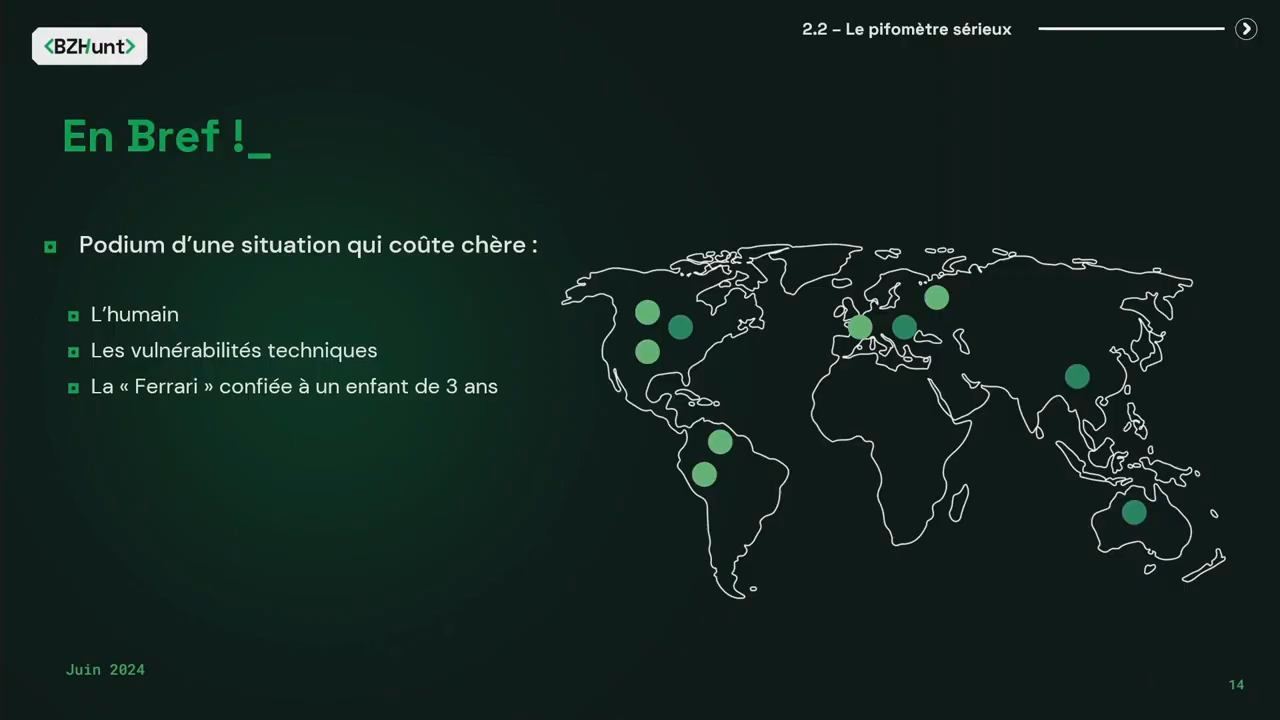 <BZHunt>
2.2 – Le pifomètre sérieux
En Bref !_
Podium d’une situation qui coûte chère :
L’humain
Les vulnérabilités techniques
La « Ferrari » confiée à un enfant de 3 ans
Juin 2024
14